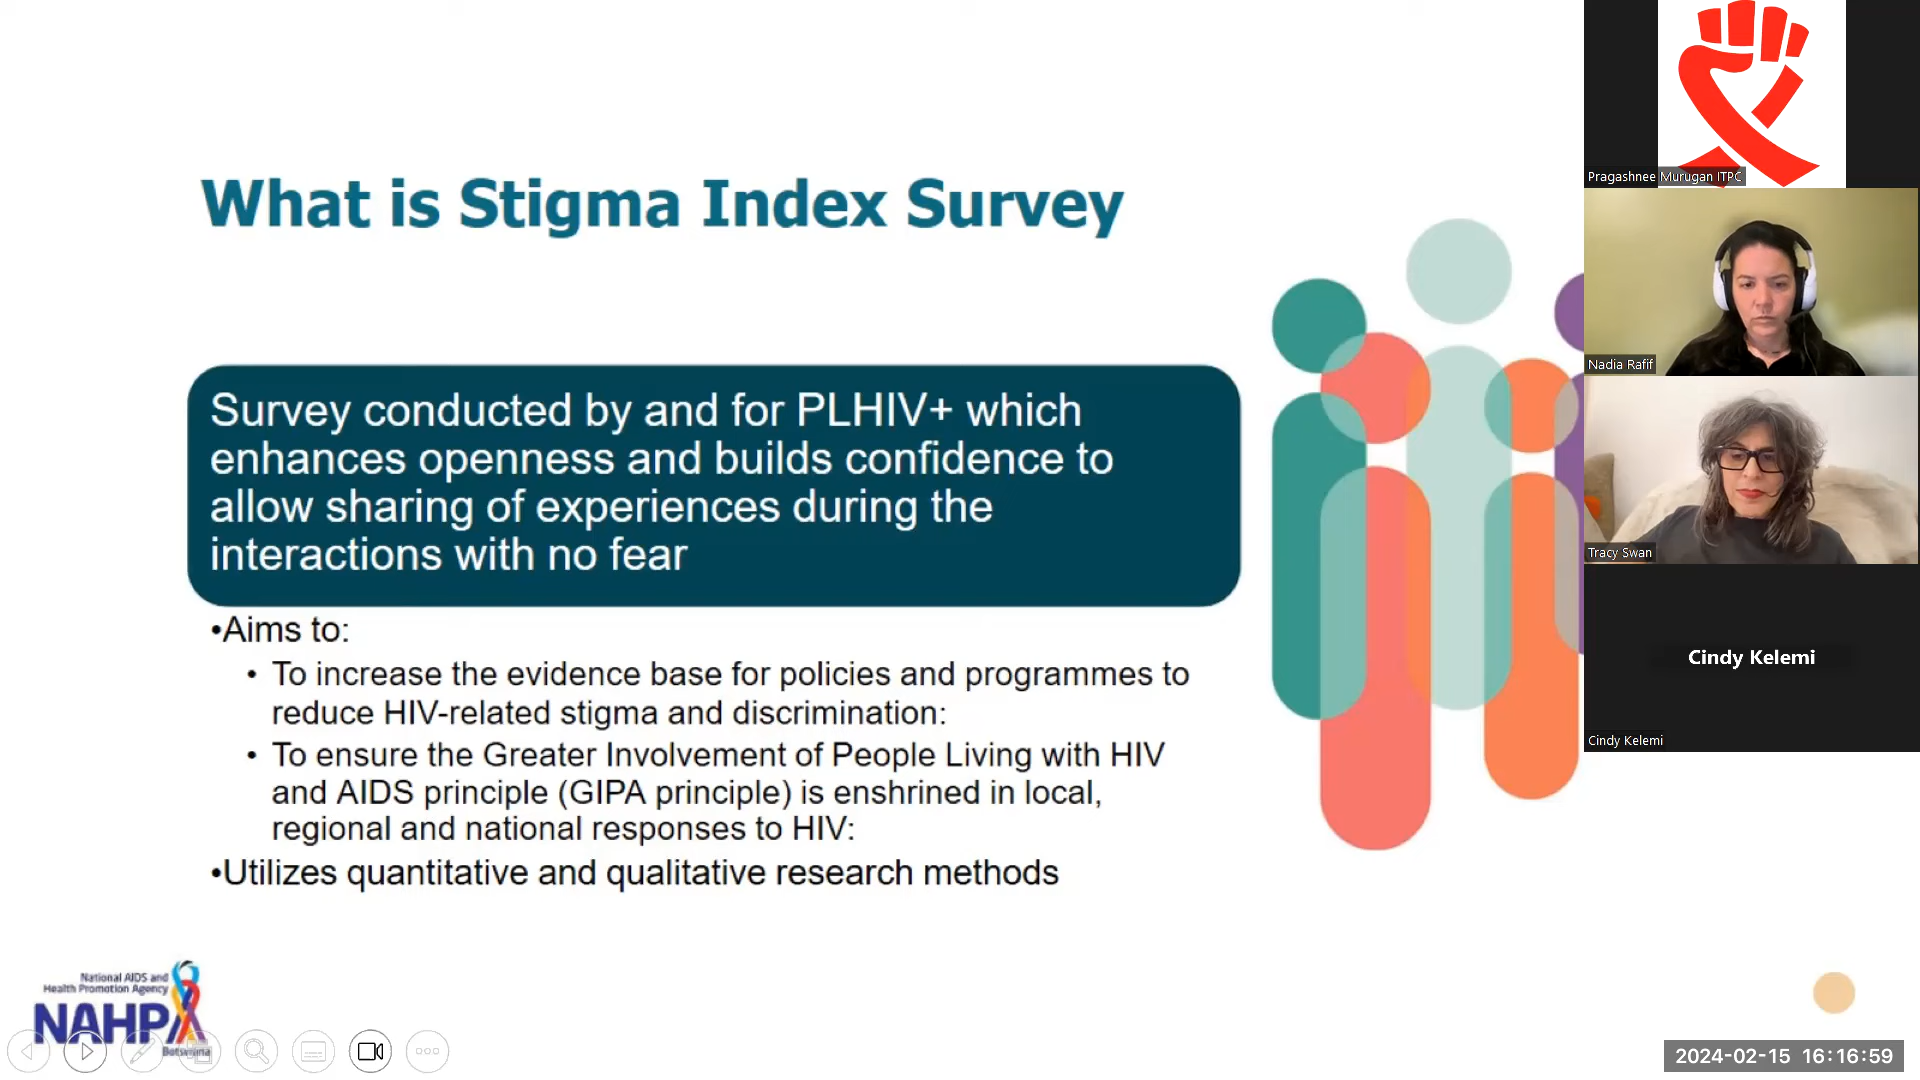 What is Stigma Index Survey
Survey conducted by and for PLHIV+ which
enhances openness and builds confidence to
allow sharing of experiences during the
interactions with no fear
•Aims to:
• To increase the evidence base for policies and programmes to
reduce HIV-related stigma and discrimination:
• To ensure the Greater Involvement of People Living with HIV
and AIDS principle (GIPA principle) is enshrined in local,
regional and national responses to HIV:
•Utilizes quantitative and qualitative research methods
National AIDS and
Health Promotion Agency
NAHPA
Botswana
Pragashnee Murugan ITPC
Nadia Rafif
Tracy Swan
Cindy Kelemi
Cindy Kelemi
2024-02-15 16:16:59